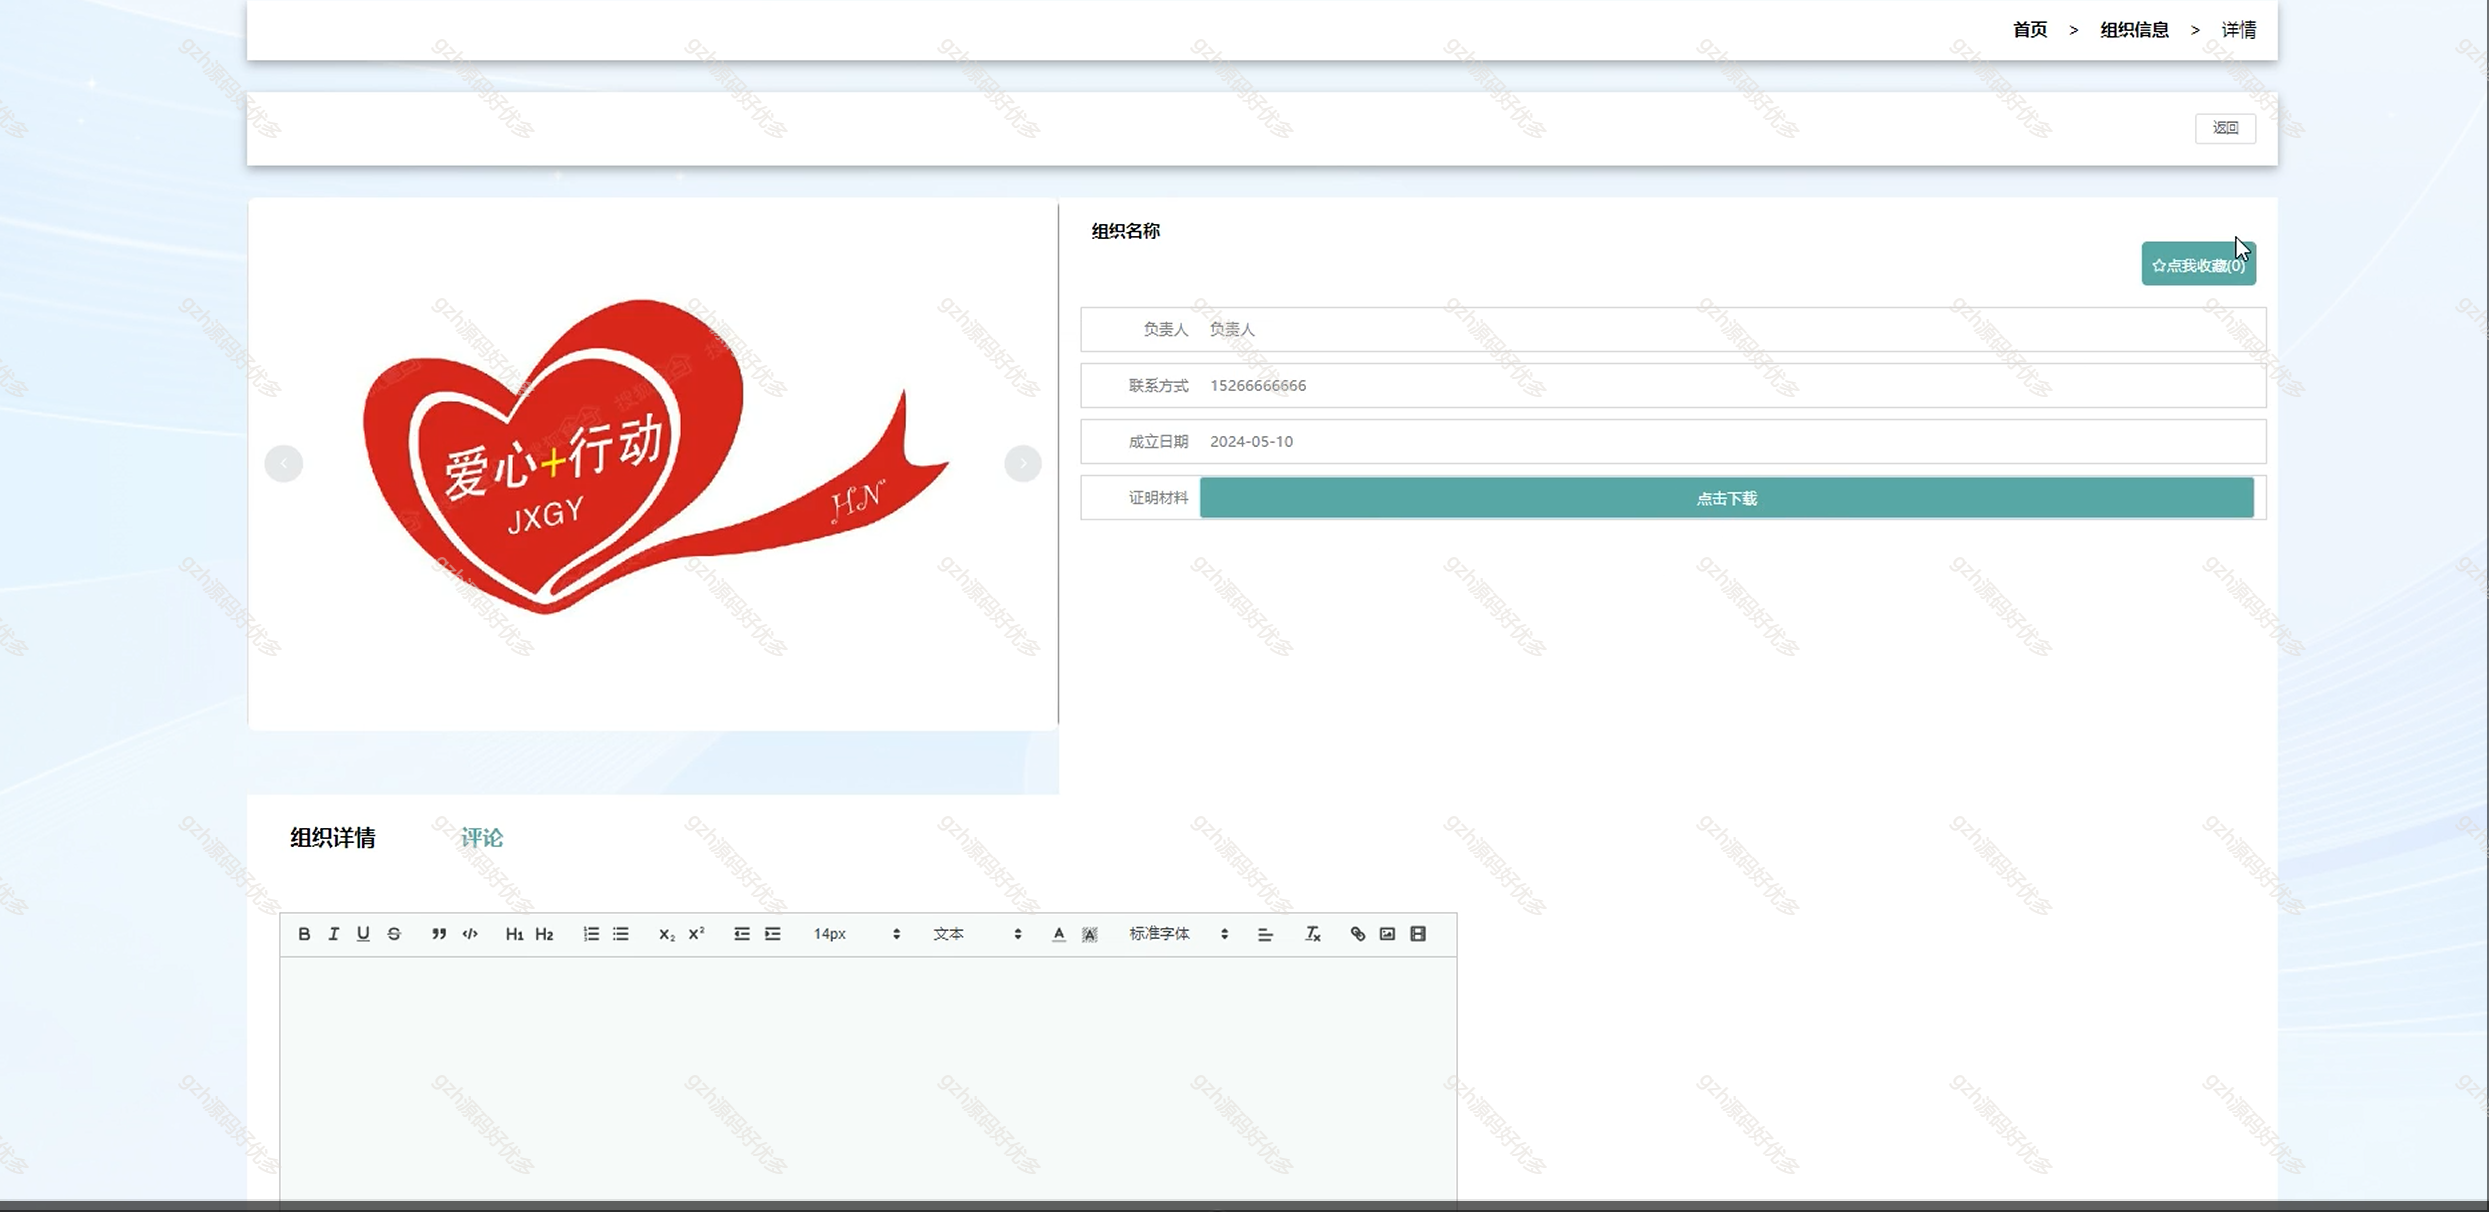 首页 > 组织信息 > 详情
返回
组织名称
☆点我收藏(0)
爱心+行动
JXGY
HN
负责人 负责人
联系方式 15266666666
成立日期 2024-05-10
证明材料 点击下载
组织详情 评论
B I U S ” </> H1 H2 X2 X2 14px 文本 A A 标准字体 Tx
gzh源码好优多